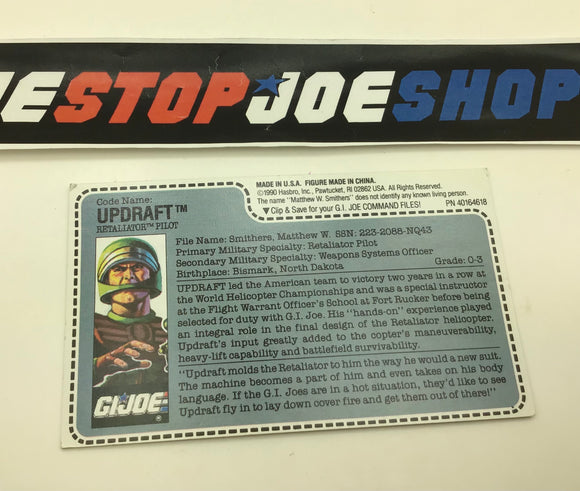 ESTOPJOESHOP
MADE IN U.S.A. FIGURE MADE IN CHINA.
©1990 Hasbro, Inc., Pawtucket, RI 02862 USA. All Rights Reserved.
The name "Matthew W. Smithers" does not identify any known living person.
▼ Clip & Save for your G.I. JOE COMMAND FILES! PN 40164618
Code Name:
UPDRAFT™
RETALIATOR™ PILOT
File Name: Smithers, Matthew W. SSN: 223-2088-NQ43
Primary Military Specialty: Retaliator Pilot
Secondary Military Specialty: Weapons Systems Officer
Birthplace: Bismark, North Dakota Grade: O-3
UPDRAFT led the American team to victory two years in a row at
the World Helicopter Championships and was a special instructor
at the Flight Warrant Officer's School at Fort Rucker before being
selected for duty with G.I. Joe. His "hands-on" experience played
an integral role in the final design of the Retaliator helicopter.
Updraft's input greatly added to the copter's maneuverability,
heavy-lift capability and battlefield survivability.
"Updraft molds the Retaliator to him the way he would a new suit.
The machine becomes a part of him and even takes on his body
language. If the G.I. Joes are in a hot situation, they'd like to see
Updraft fly in to lay down cover fire and get them out of there!"
GI JOE
®